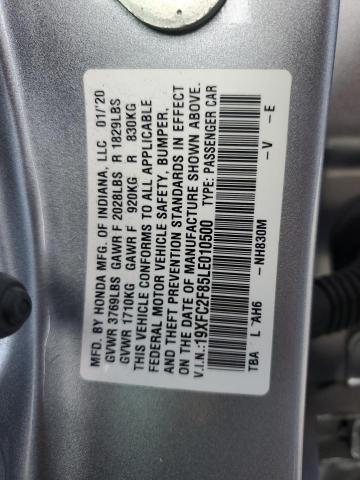 MFD. BY HONDA MFG. OF INDIANA, LLC 01/'20
GVWR 3769LBS GAWR F 2028LBS R 1829LBS
GVWR 1710KG GAWR F 920KG R 830KG
THIS VEHICLE CONFORMS TO ALL APPLICABLE
FEDERAL MOTOR VEHICLE SAFETY, BUMPER,
AND THEFT PREVENTION STANDARDS IN EFFECT
ON THE DATE OF MANUFACTURE SHOWN ABOVE.
V.I.N.:19XFC2F85LE010500 TYPE: PASSENGER CAR
TBA L AH6 -NH830M -V -E